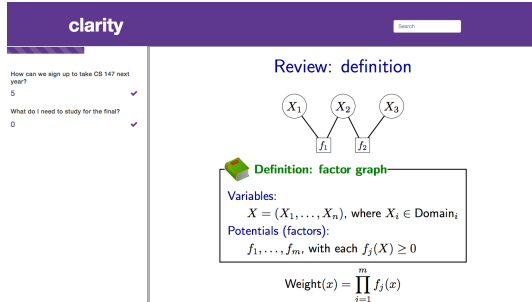 clarity
Search
How can we sign up to take CS 147 next
year?
5
What do I need to study for the final?
0
Review: definition
X₁ X₂ X₃
f₁ f₂
Definition: factor graph
Variables:
X = (X₁, . . . , Xₙ), where Xᵢ ∈ Domainᵢ
Potentials (factors):
f₁, . . . , fₘ, with each fⱼ(X) ≥ 0
Weight(x) = ∏ᵐⱼ₌₁ fⱼ(x)